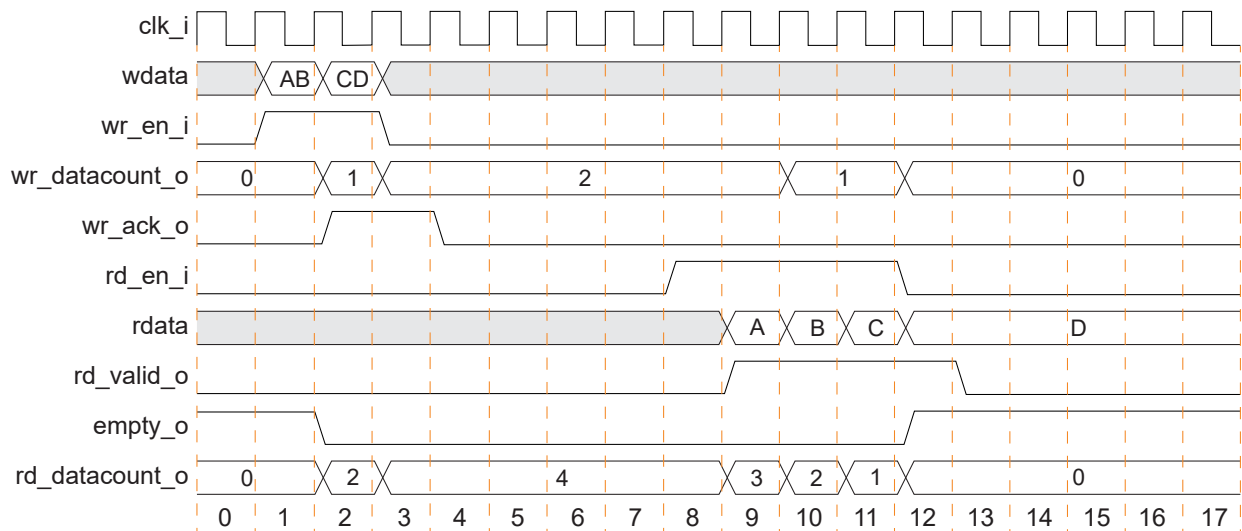 clk_i
wdata AB CD
wr_en_i
wr_datacount_o 0 1 2 1 0
wr_ack_o
rd_en_i
rdata A B C D
rd_valid_o
empty_o
rd_datacount_o 0 2 4 3 2 1 0
0 1 2 3 4 5 6 7 8 9 10 11 12 13 14 15 16 17